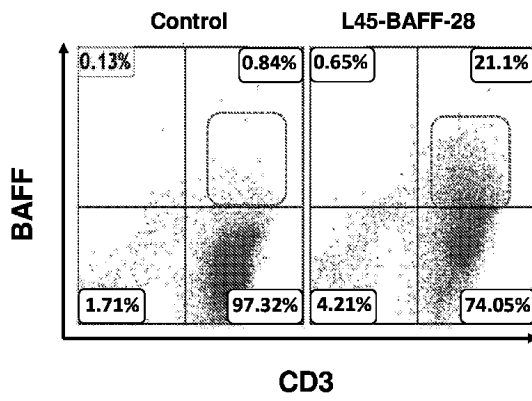 Control
L45-BAFF-28
0.13%
0.84%
0.65%
21.1%
BAFF
1.71%
97.32%
4.21%
74.05%
CD3